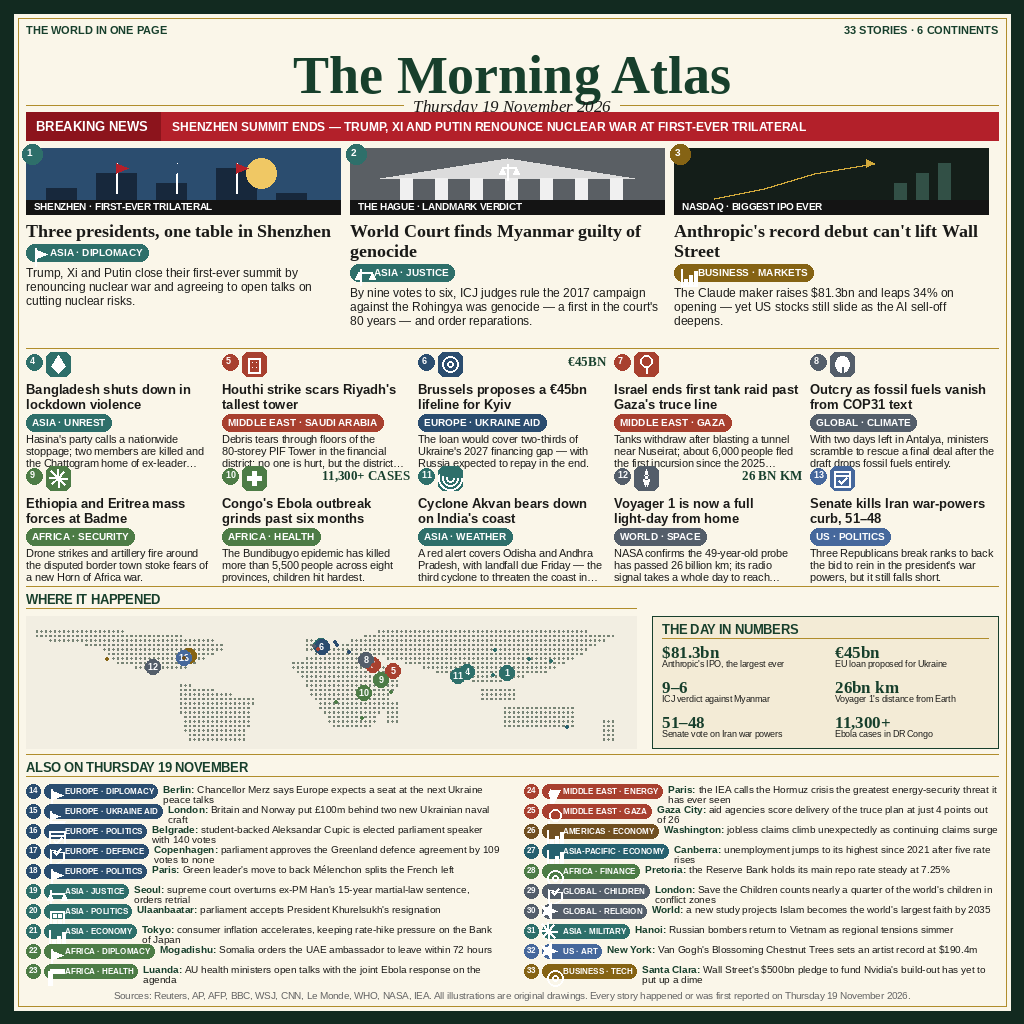 THE WORLD IN ONE PAGE
33 STORIES · 6 CONTINENTS
The Morning Atlas
Thursday 19 November 2026
BREAKING NEWS
SHENZHEN SUMMIT ENDS — TRUMP, XI AND PUTIN RENOUNCE NUCLEAR WAR AT FIRST-EVER TRILATERAL
1
SHENZHEN · FIRST-EVER TRILATERAL
Three presidents, one table in Shenzhen
ASIA · DIPLOMACY
Trump, Xi and Putin close their first-ever summit by
renouncing nuclear war and agreeing to open talks on
cutting nuclear risks.
2
THE HAGUE · LANDMARK VERDICT
World Court finds Myanmar guilty of
genocide
ASIA · JUSTICE
By nine votes to six, ICJ judges rule the 2017 campaign
against the Rohingya was genocide — a first in the court's
80 years — and order reparations.
3
NASDAQ · BIGGEST IPO EVER
Anthropic's record debut can't lift Wall
Street
BUSINESS · MARKETS
The Claude maker raises $81.3bn and leaps 34% on
opening — yet US stocks still slide as the AI sell-off
deepens.
4
Bangladesh shuts down in
lockdown violence
ASIA · UNREST
Hasina's party calls a nationwide
stoppage; two members are killed and
the Chattogram home of ex-leader…
5
Houthi strike scars Riyadh's
tallest tower
MIDDLE EAST · SAUDI ARABIA
Debris tears through floors of the
80-storey PIF Tower in the financial
district; no one is hurt, but the district…
6
€45BN
Brussels proposes a €45bn
lifeline for Kyiv
EUROPE · UKRAINE AID
The loan would cover two-thirds of
Ukraine's 2027 financing gap — with
Russia expected to repay in the end.
7
Israel ends first tank raid past
Gaza's truce line
MIDDLE EAST · GAZA
Tanks withdraw after blasting a tunnel
near Nuseirat; about 6,000 people fled
the first incursion since the 2025…
8
Outcry as fossil fuels vanish
from COP31 text
GLOBAL · CLIMATE
With two days left in Antalya, ministers
scramble to rescue a final deal after the
draft drops fossil fuels entirely.
9
Ethiopia and Eritrea mass
forces at Badme
AFRICA · SECURITY
Drone strikes and artillery fire around
the disputed border town stoke fears of
a new Horn of Africa war.
10
11,300+ CASES
Congo's Ebola outbreak
grinds past six months
AFRICA · HEALTH
The Bundibugyo epidemic has killed
more than 5,500 people across eight
provinces, children hit hardest.
11
Cyclone Akvan bears down
on India's coast
ASIA · WEATHER
A red alert covers Odisha and Andhra
Pradesh, with landfall due Friday — the
third cyclone to threaten the coast in…
12
26 BN KM
Voyager 1 is now a full
light-day from home
WORLD · SPACE
NASA confirms the 49-year-old probe
has passed 26 billion km; its radio
signal takes a whole day to reach…
13
Senate kills Iran war-powers
curb, 51–48
US · POLITICS
Three Republicans break ranks to back
the bid to rein in the president's war
powers, but it still falls short.
WHERE IT HAPPENED
6
13
12
8
5
9
10
11
4
1
THE DAY IN NUMBERS
$81.3bn
Anthropic's IPO, the largest ever
€45bn
EU loan proposed for Ukraine
9–6
ICJ verdict against Myanmar
26bn km
Voyager 1's distance from Earth
51–48
Senate vote on Iran war powers
11,300+
Ebola cases in DR Congo
ALSO ON THURSDAY 19 NOVEMBER
14 EUROPE · DIPLOMACY Berlin: Chancellor Merz says Europe expects a seat at the next Ukraine
peace talks
15 EUROPE · UKRAINE AID London: Britain and Norway put £100m behind two new Ukrainian naval
craft
16 EUROPE · POLITICS Belgrade: student-backed Aleksandar Cupic is elected parliament speaker
with 140 votes
17 EUROPE · DEFENCE Copenhagen: parliament approves the Greenland defence agreement by 109
votes to none
18 EUROPE · POLITICS Paris: Green leader's move to back Mélenchon splits the French left
19 ASIA · JUSTICE Seoul: supreme court overturns ex-PM Han's 15-year martial-law sentence,
orders retrial
20 ASIA · POLITICS Ulaanbaatar: parliament accepts President Khurelsukh's resignation
21 ASIA · ECONOMY Tokyo: consumer inflation accelerates, keeping rate-hike pressure on the Bank
of Japan
22 AFRICA · DIPLOMACY Mogadishu: Somalia orders the UAE ambassador to leave within 72 hours
23 AFRICA · HEALTH Luanda: AU health ministers open talks with the joint Ebola response on the
agenda
24 MIDDLE EAST · ENERGY Paris: the IEA calls the Hormuz crisis the greatest energy-security threat it
has ever seen
25 MIDDLE EAST · GAZA Gaza City: aid agencies score delivery of the truce plan at just 4 points out
of 26
26 AMERICAS · ECONOMY Washington: jobless claims climb unexpectedly as continuing claims surge
27 ASIA-PACIFIC · ECONOMY Canberra: unemployment jumps to its highest since 2021 after five rate
rises
28 AFRICA · FINANCE Pretoria: the Reserve Bank holds its main repo rate steady at 7.25%
29 GLOBAL · CHILDREN London: Save the Children counts nearly a quarter of the world's children in
conflict zones
30 GLOBAL · RELIGION World: a new study projects Islam becomes the world's largest faith by 2035
31 ASIA · MILITARY Hanoi: Russian bombers return to Vietnam as regional tensions simmer
32 US · ART New York: Van Gogh's Blossoming Chestnut Trees sets an artist record at $190.4m
33 BUSINESS · TECH Santa Clara: Wall Street's $500bn pledge to fund Nvidia's build-out has yet to
put up a dime
Sources: Reuters, AP, AFP, BBC, WSJ, CNN, Le Monde, WHO, NASA, IEA. All illustrations are original drawings. Every story happened or was first reported on Thursday 19 November 2026.